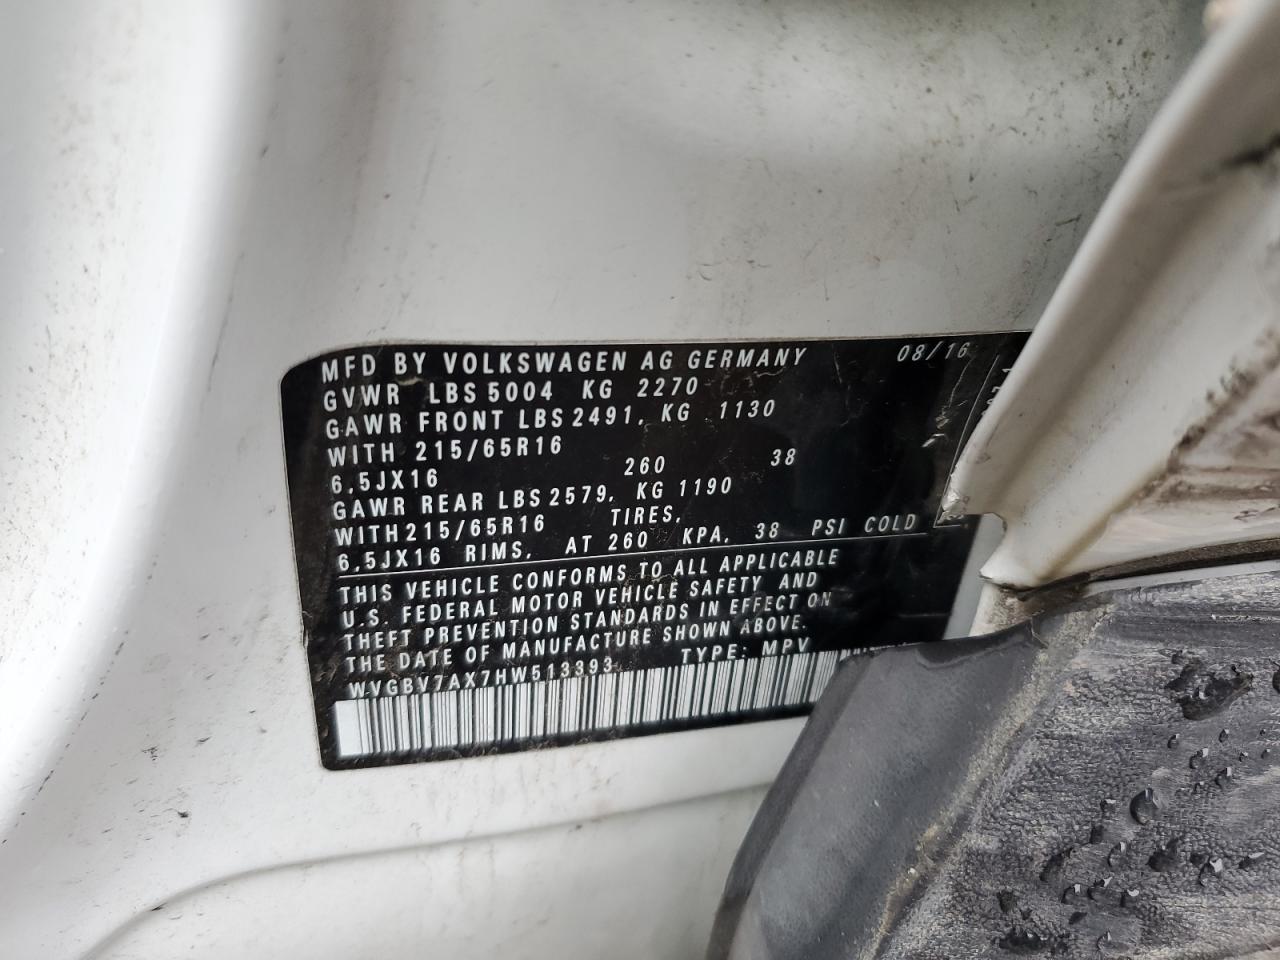 MFD BY VOLKSWAGEN AG GERMANY 08/16
GVWR LBS 5004 KG 2270
GAWR FRONT LBS 2491, KG 1130
WITH 215/65R16
6,5JX16 260 38
GAWR REAR LBS 2579, KG 1190
WITH 215/65R16 TIRES,
6,5JX16 RIMS, AT 260 KPA, 38 PSI COLD
THIS VEHICLE CONFORMS TO ALL APPLICABLE
U.S. FEDERAL MOTOR VEHICLE SAFETY AND
THEFT PREVENTION STANDARDS IN EFFECT ON
THE DATE OF MANUFACTURE SHOWN ABOVE.
WVGBV7AX7HW513393 TYPE: MPV